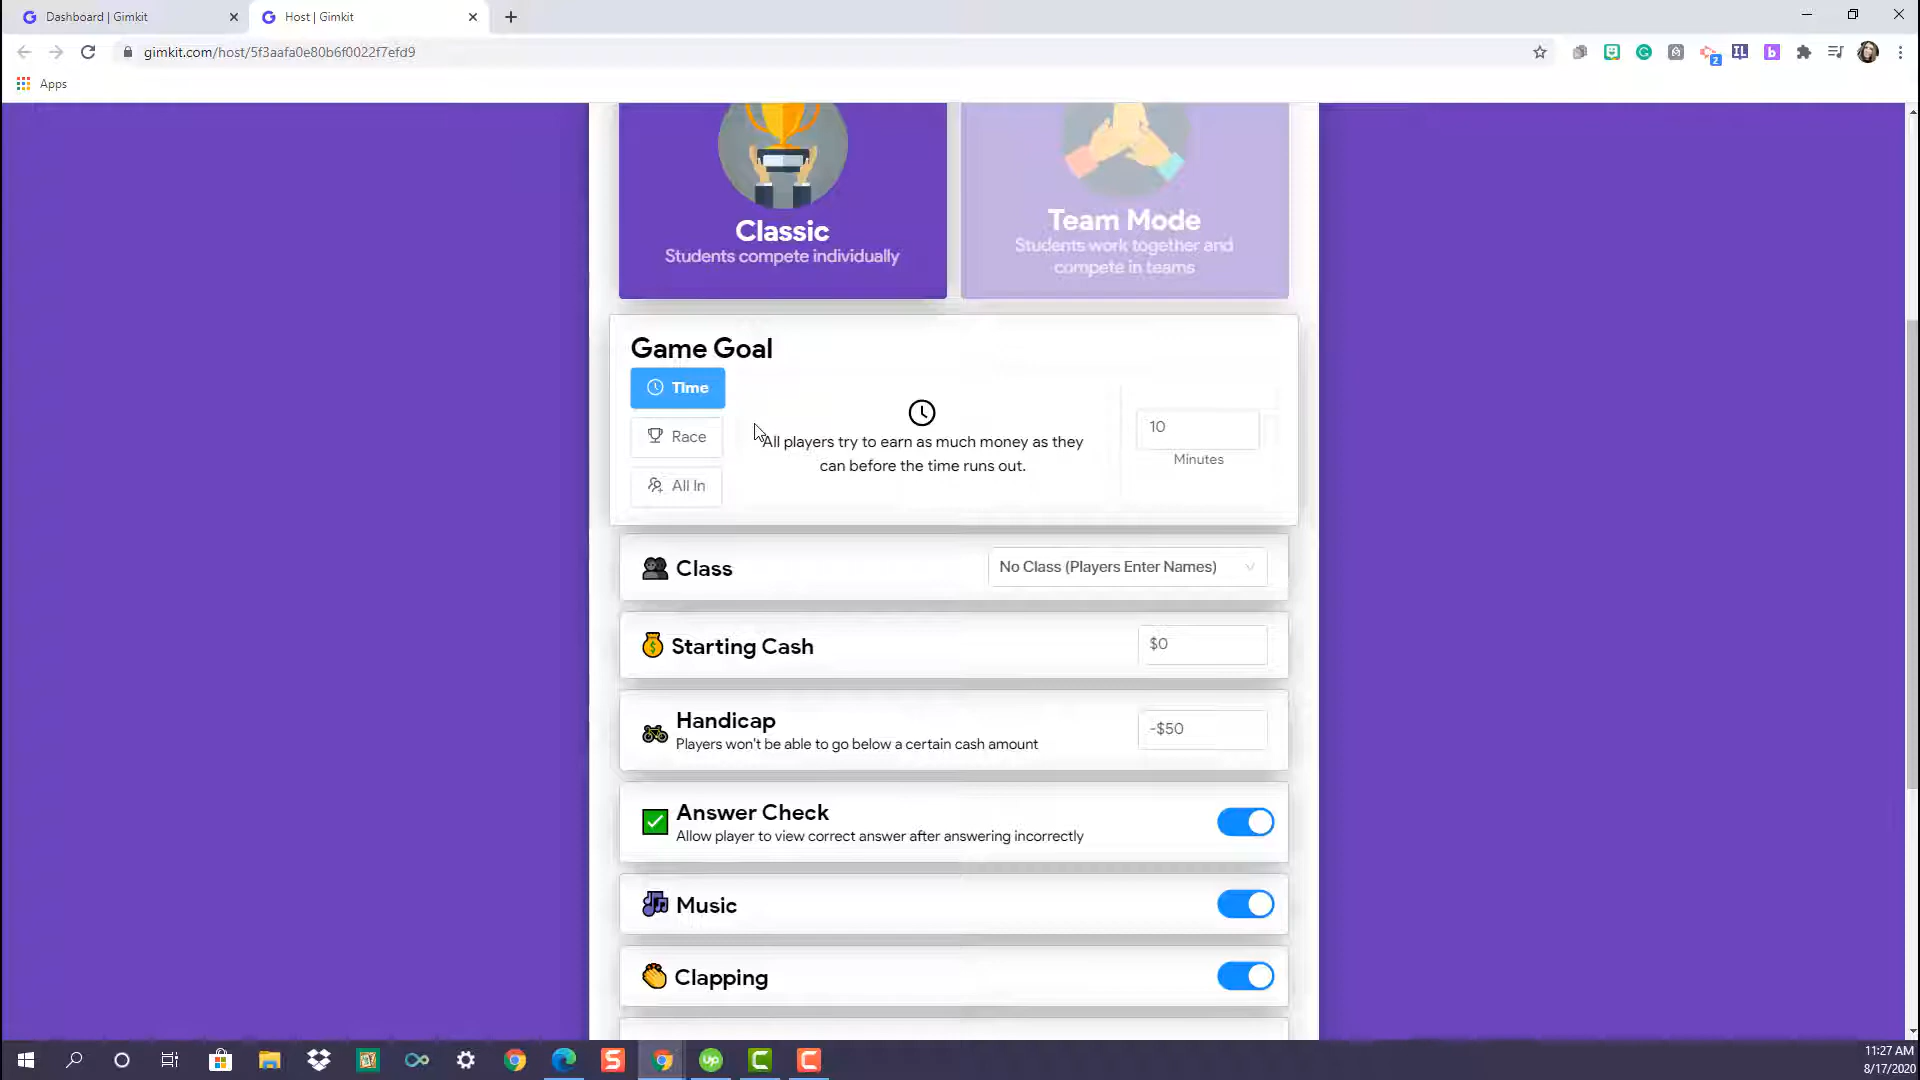 Dashboard | Gimkit
Host | Gimkit
gimkit.com/host/5f3aafa0e80b6f0022f7efd9
2
IL
b
Apps
Classic
Students compete individually
Team Mode
Students work together and
compete in teams
Game Goal
Time
Race
All In
All players try to earn as much money as they
can before the time runs out.
10
Minutes
Class
No Class (Players Enter Names)
Starting Cash
$0
Handicap
Players won't be able to go below a certain cash amount
-$50
Answer Check
Allow player to view correct answer after answering incorrectly
Music
Clapping
S
up
C
C
11:27 AM
8/17/2020